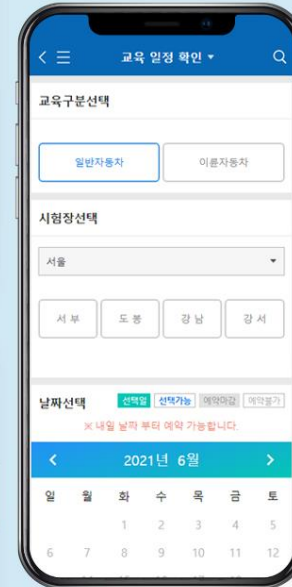 교육 일정 확인
교육구분선택
일반자동차 이륜자동차
시험장선택
서울
서 부 도 봉 강 남 강 서
날짜선택 선택일 선택가능 예약마감 예약불가
※ 내일 날짜 부터 예약 가능합니다.
2021년 6월
일 월 화 수 목 금 토
1 2 3 4 5
6 7 8 9 10 11 12